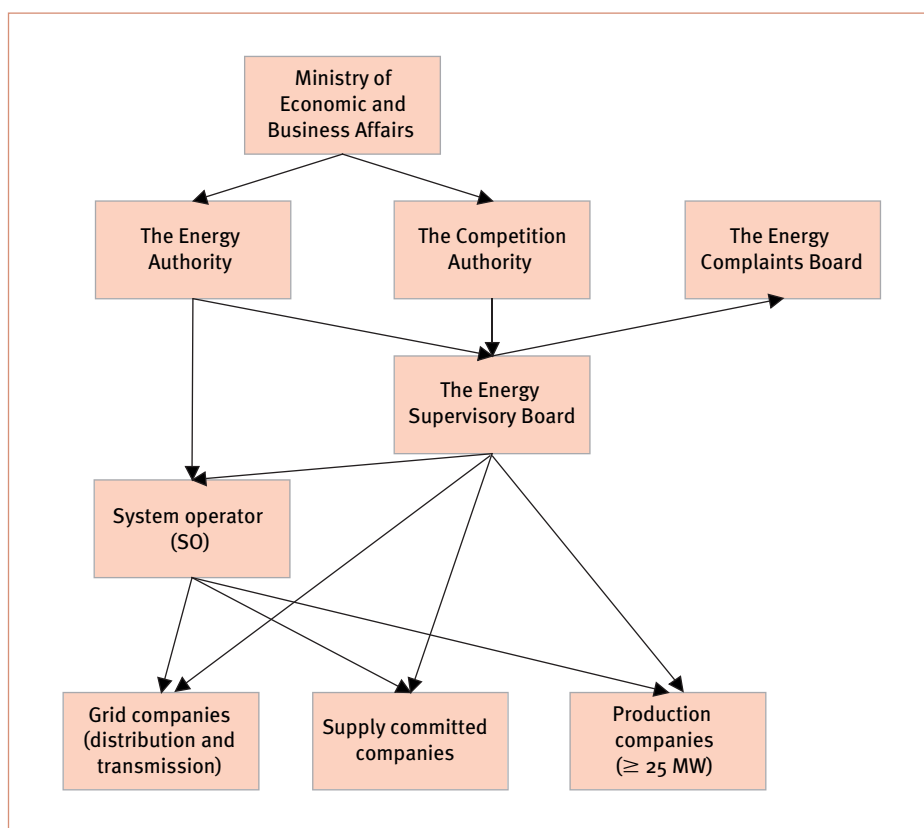 Ministry of
Economic and
Business Affairs
The Energy
Authority
The Competition
Authority
The Energy
Complaints Board
The Energy
Supervisory Board
System operator
(SO)
Grid companies
(distribution and
transmission)
Supply committed
companies
Production
companies
(≥ 25 MW)